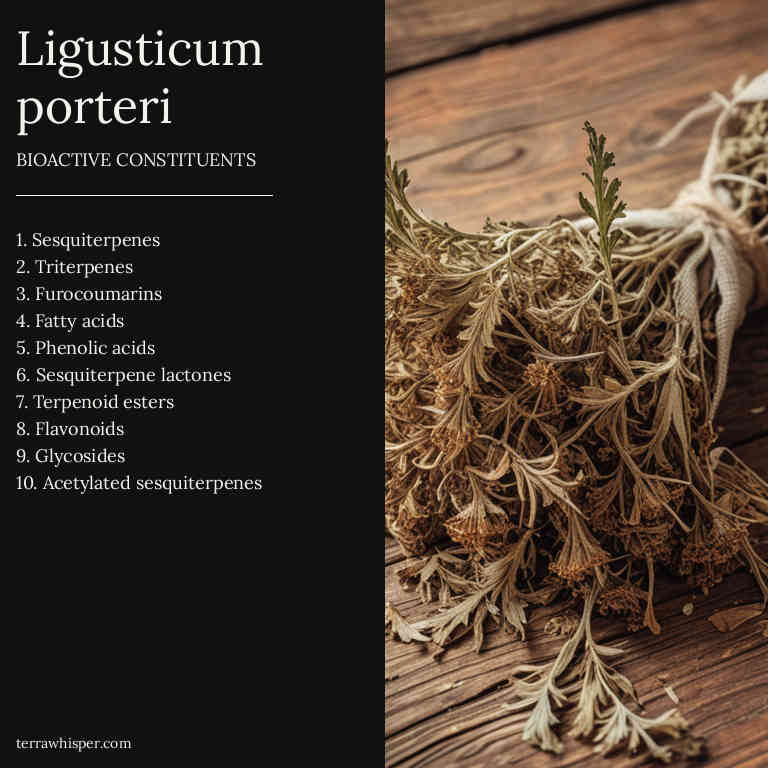 Ligusticum
porteri
BIOACTIVE CONSTITUENTS
1. Sesquiterpenes
2. Triterpenes
3. Furocoumarins
4. Fatty acids
5. Phenolic acids
6. Sesquiterpene lactones
7. Terpenoid esters
8. Flavonoids
9. Glycosides
10. Acetylated sesquiterpenes
terrawhisper.com